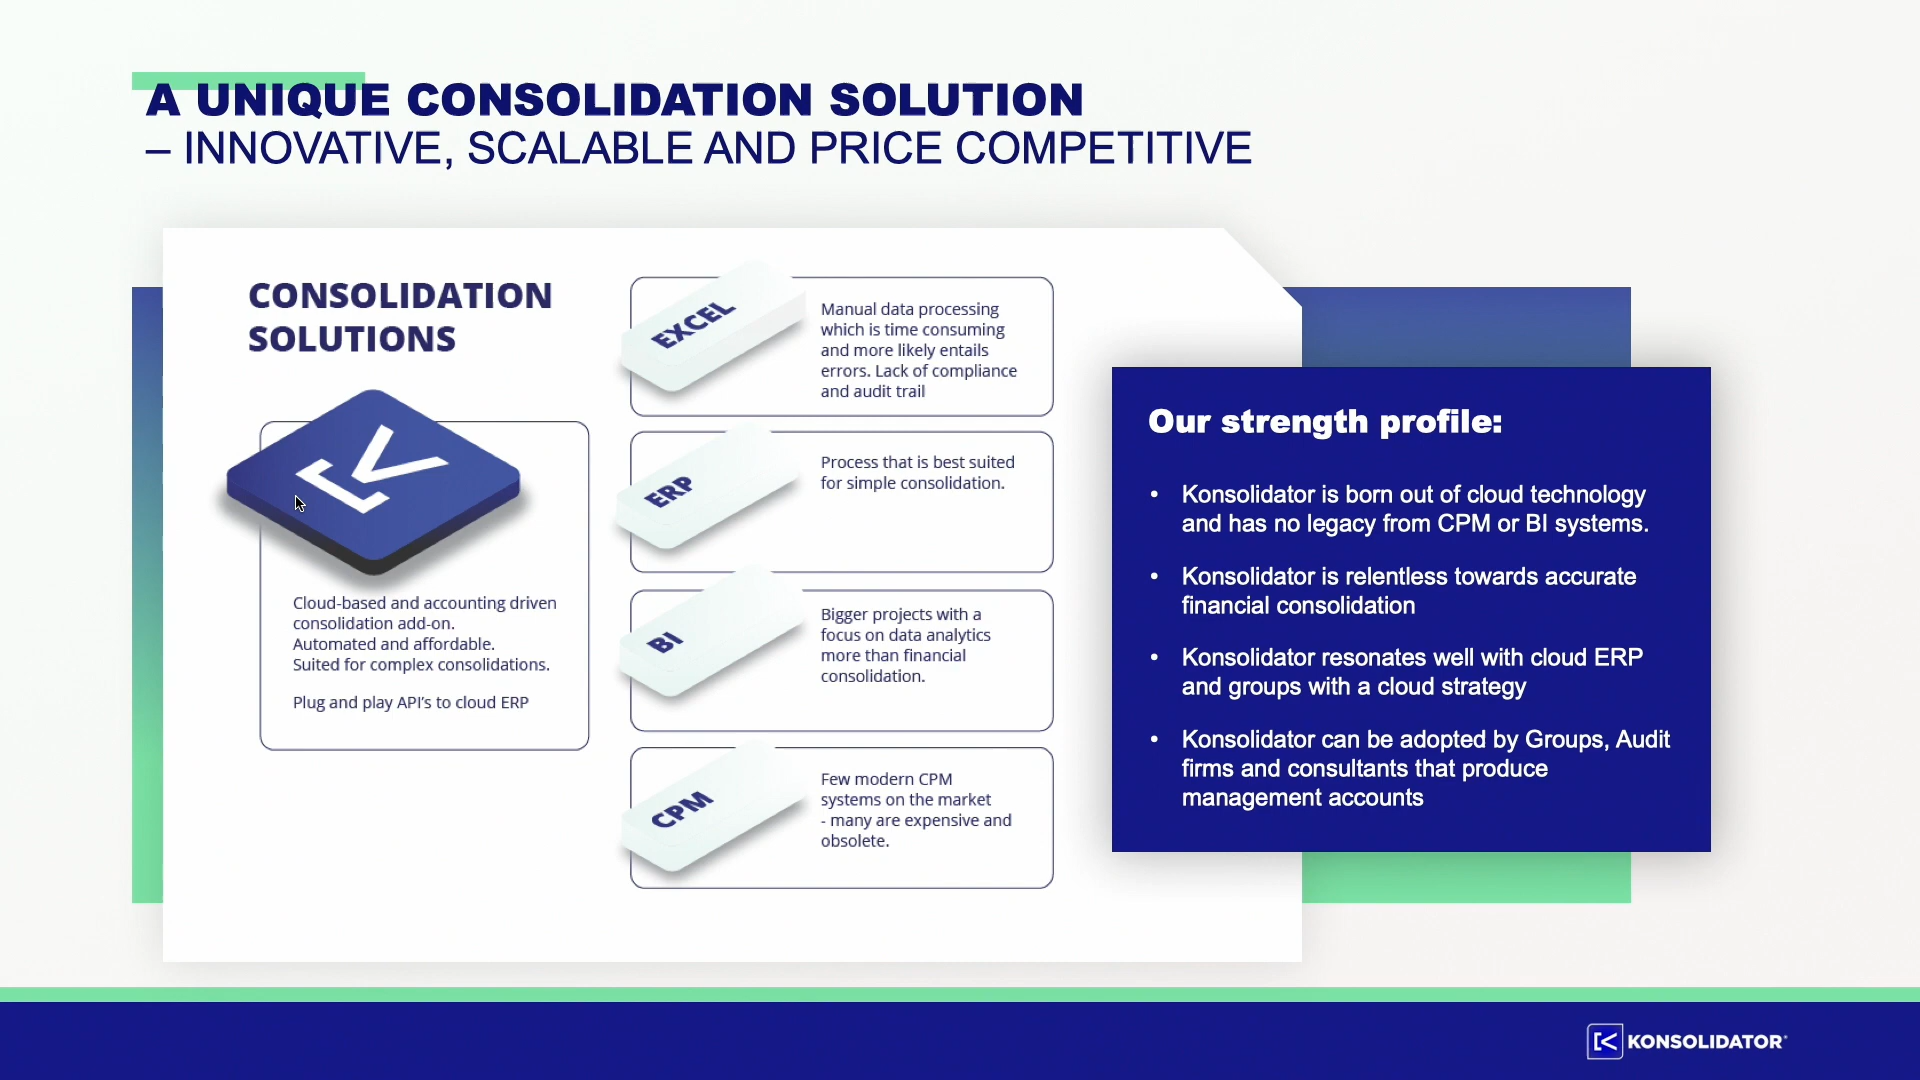 A UNIQUE CONSOLIDATION SOLUTION
– INNOVATIVE, SCALABLE AND PRICE COMPETITIVE
CONSOLIDATION
SOLUTIONS
Cloud-based and accounting driven
consolidation add-on.
Automated and affordable.
Suited for complex consolidations.
Plug and play API's to cloud ERP
EXCEL
Manual data processing
which is time consuming
and more likely entails
errors. Lack of compliance
and audit trail
ERP
Process that is best suited
for simple consolidation.
BI
Bigger projects with a
focus on data analytics
more than financial
consolidation.
CPM
Few modern CPM
systems on the market
- many are expensive and
obsolete.
Our strength profile:
• Konsolidator is born out of cloud technology
and has no legacy from CPM or BI systems.
• Konsolidator is relentless towards accurate
financial consolidation
• Konsolidator resonates well with cloud ERP
and groups with a cloud strategy
• Konsolidator can be adopted by Groups, Audit
firms and consultants that produce
management accounts
KONSOLIDATOR®